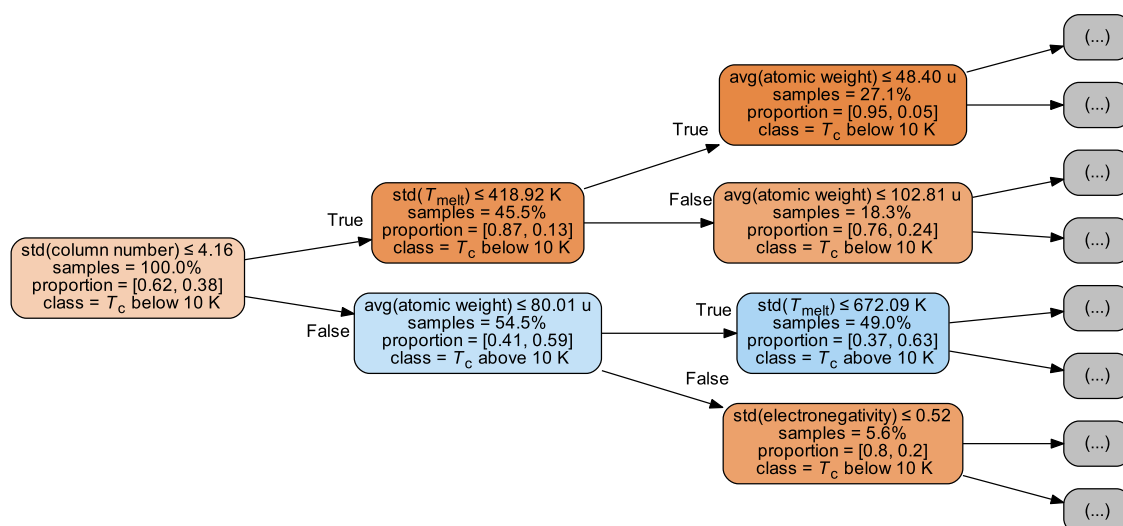 std(column number) ≤ 4.16
samples = 100.0%
proportion = [0.62, 0.38]
class = Tc below 10 K
True
False
std(Tmelt) ≤ 418.92 K
samples = 45.5%
proportion = [0.87, 0.13]
class = Tc below 10 K
avg(atomic weight) ≤ 80.01 u
samples = 54.5%
proportion = [0.41, 0.59]
class = Tc above 10 K
True
False
True
False
avg(atomic weight) ≤ 48.40 u
samples = 27.1%
proportion = [0.95, 0.05]
class = Tc below 10 K
avg(atomic weight) ≤ 102.81 u
samples = 18.3%
proportion = [0.76, 0.24]
class = Tc below 10 K
std(Tmelt) ≤ 672.09 K
samples = 49.0%
proportion = [0.37, 0.63]
class = Tc above 10 K
std(electronegativity) ≤ 0.52
samples = 5.6%
proportion = [0.8, 0.2]
class = Tc below 10 K
(...)
(...)
(...)
(...)
(...)
(...)
(...)
(...)